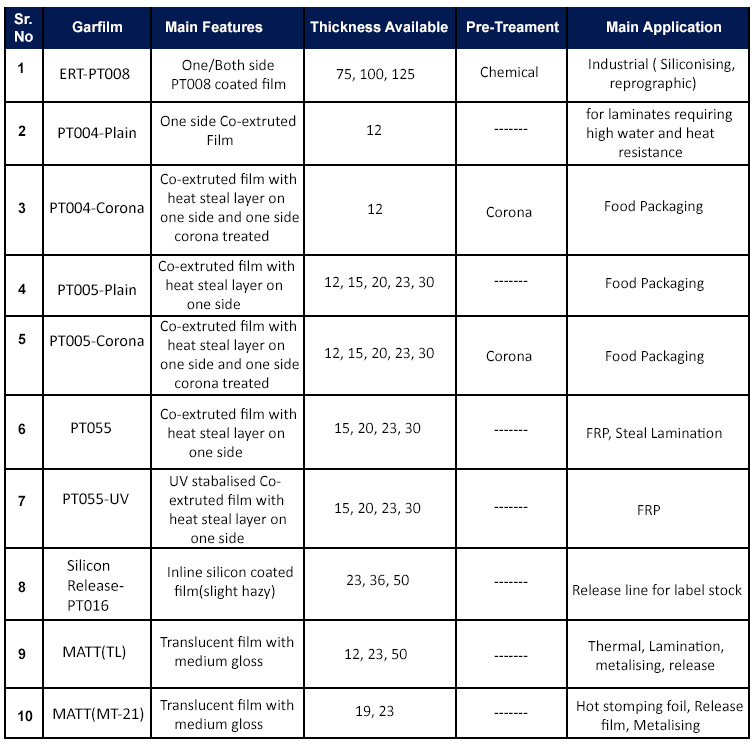 Sr. No Garfilm Main Features Thickness Available Pre-Treament Main Application
1 ERT-PT008 One/Both side PT008 coated film 75, 100, 125 Chemical Industrial ( Siliconising, reprographic)
2 PT004-Plain One side Co-extruted Film 12 ------- for laminates requiring high water and heat resistance
3 PT004-Corona Co-extruted film with heat steal layer on one side and one side corona treated 12 Corona Food Packaging
4 PT005-Plain Co-extruted film with heat steal layer on one side 12, 15, 20, 23, 30 ------- Food Packaging
5 PT005-Corona Co-extruted film with heat steal layer on one side and one side corona treated 12, 15, 20, 23, 30 Corona Food Packaging
6 PT055 Co-extruted film with heat steal layer on one side 15, 20, 23, 30 ------- FRP, Steal Lamination
7 PT055-UV UV stabalised Co-extruted film with heat steal layer on one side 15, 20, 23, 30 ------- FRP
8 Silicon Release-PT016 Inline silicon coated film(slight hazy) 23, 36, 50 ------- Release line for label stock
9 MATT(TL) Translucent film with medium gloss 12, 23, 50 ------- Thermal, Lamination, metalising, release
10 MATT(MT-21) Translucent film with medium gloss 19, 23 ------- Hot stomping foil, Release film, Metalising